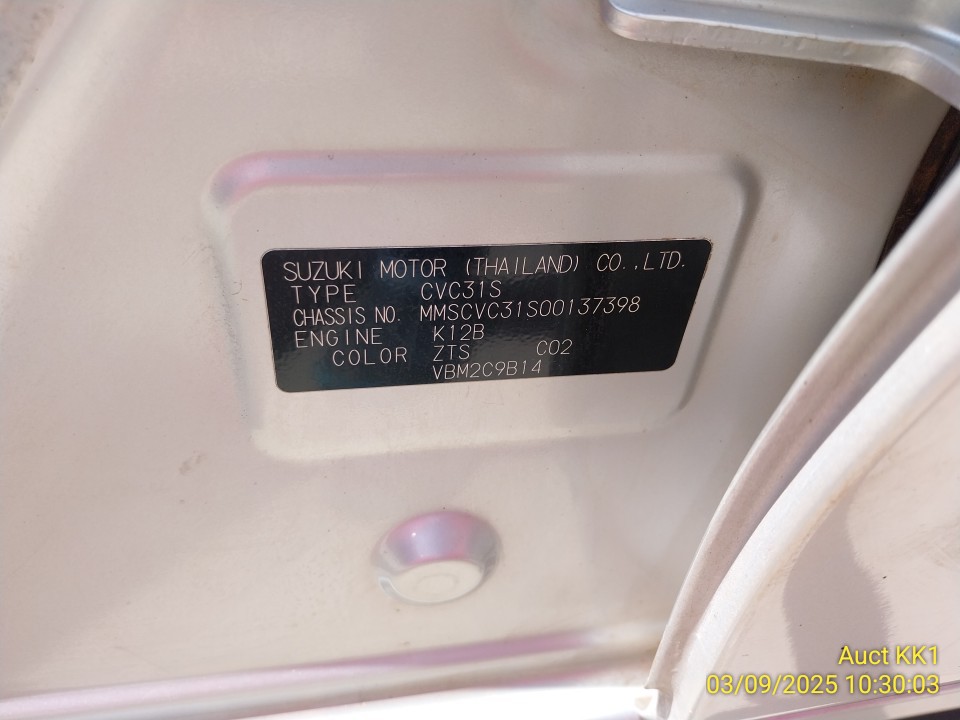 SUZUKI MOTOR (THAILAND) CO.,LTD.
TYPE CVC31S
CHASSIS NO. MMSCVC31S00137398
ENGINE K12B
COLOR ZTS C02
VBM2C9B14
Auct KK1
03/09/2025 10:30:03